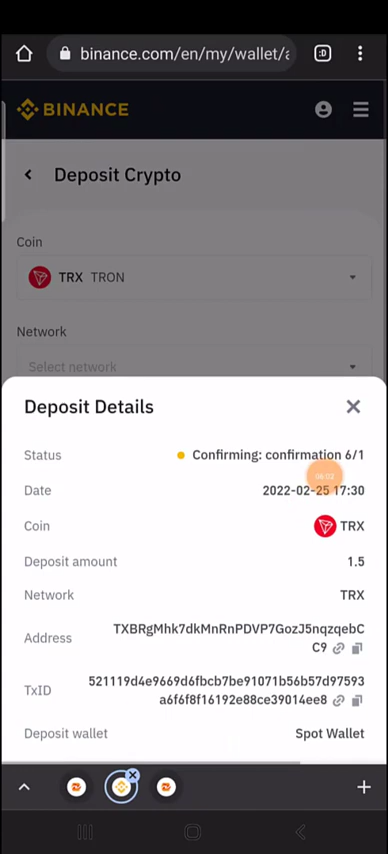 binance.com/en/my/wallet/a
:D
BINANCE
Deposit Crypto
Coin
TRX TRON
Network
Select network
Deposit Details
Status Confirming: confirmation 6/1
06:02
Date 2022-02-25 17:30
Coin TRX
Deposit amount 1.5
Network TRX
Address TXBRgMhk7dkMnRnPDVP7GozJ5nqzqebC
C9
TxID 521119d4e9669d6fbcb7be91071b56b57d97593
a6f6f8f16192e88ce39014ee8
Deposit wallet Spot Wallet